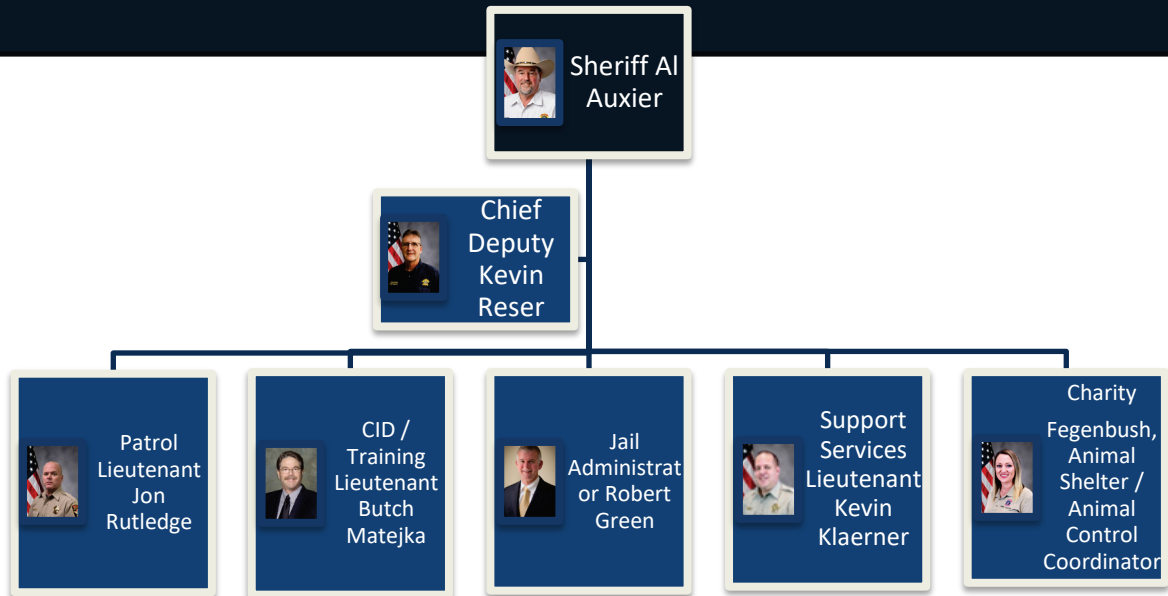 Sheriff Al
Auxier
Chief
Deputy
Kevin
Reser
Patrol
Lieutenant
Jon
Rutledge
CID /
Training
Lieutenant
Butch
Matejka
Jail
Administrat
or Robert
Green
Support
Services
Lieutenant
Kevin
Klaerner
Charity
Fegenbush,
Animal
Shelter /
Animal
Control
Coordinator